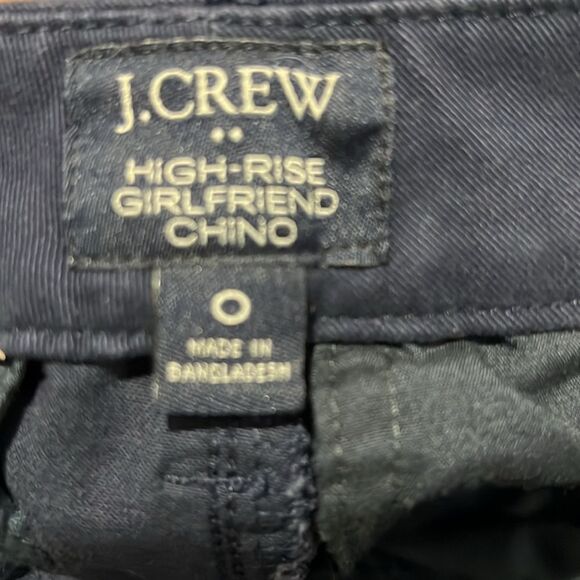 J.CREW
HIGH-RISE
GIRLFRIEND
CHINO
0
MADE IN
BANGLADESH